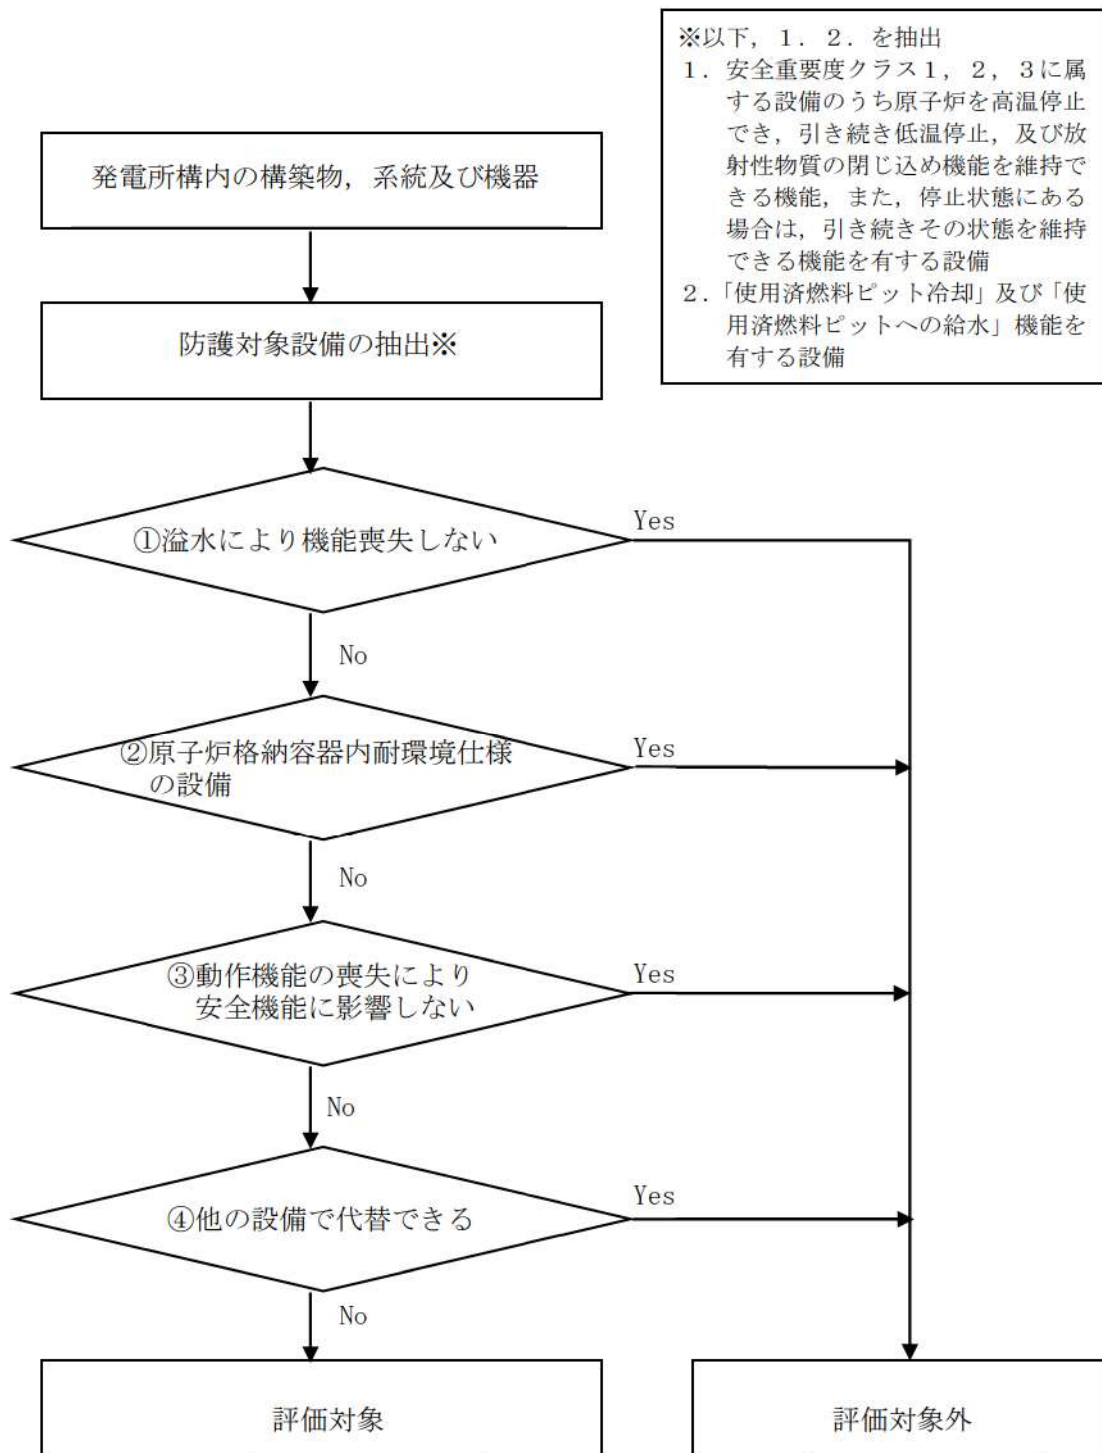 ※以下，１．２．を抽出
１．安全重要度クラス１，２，３に属
する設備のうち原子炉を高温停止
でき，引き続き低温停止，及び放
射性物質の閉じ込め機能を維持で
きる機能，また，停止状態にある
場合は，引き続きその状態を維持
できる機能を有する設備
２．「使用済燃料ピット冷却」及び「使
用済燃料ピットへの給水」機能を
有する設備
発電所構内の構築物，系統及び機器
防護対象設備の抽出※
①溢水により機能喪失しない
Yes
No
②原子炉格納容器内耐環境仕様
の設備
Yes
No
③動作機能の喪失により
安全機能に影響しない
Yes
No
④他の設備で代替できる
Yes
No
評価対象
評価対象外